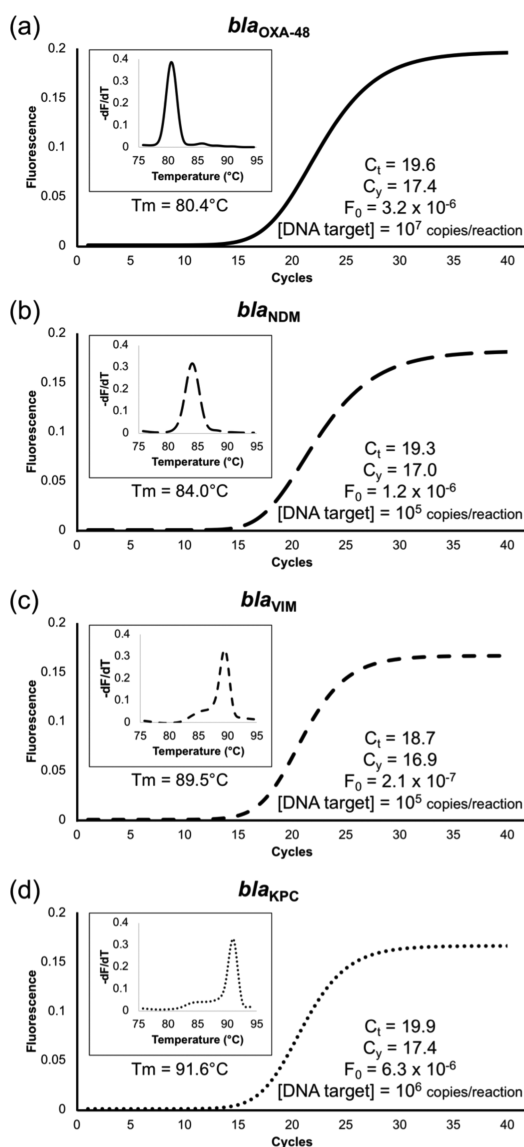 (a)
blaOXA-48
0.2
0.15
0.1
0.05
0
Fluorescence
0.4
0.3
0.2
0.1
0
-dF/dT
75 80 85 90 95
Temperature (°C)
Tm = 80.4°C
Ct = 19.6
Cy = 17.4
F0 = 3.2 x 10-6
[DNA target] = 107 copies/reaction
0 5 10 15 20 25 30 35 40
Cycles
(b)
blaNDM
0.2
0.15
0.1
0.05
0
Fluorescence
0.4
0.3
0.2
0.1
0
-dF/dT
75 80 85 90 95
Temperature (°C)
Tm = 84.0°C
Ct = 19.3
Cy = 17.0
F0 = 1.2 x 10-6
[DNA target] = 105 copies/reaction
0 5 10 15 20 25 30 35 40
Cycles
(c)
blaVIM
0.2
0.15
0.1
0.05
0
Fluorescence
0.4
0.3
0.2
0.1
0
-dF/dT
75 80 85 90 95
Temperature (°C)
Tm = 89.5°C
Ct = 18.7
Cy = 16.9
F0 = 2.1 x 10-7
[DNA target] = 105 copies/reaction
0 5 10 15 20 25 30 35 40
Cycles
(d)
blaKPC
0.2
0.15
0.1
0.05
0
Fluorescence
0.4
0.3
0.2
0.1
0
-dF/dT
75 80 85 90 95
Temperature (°C)
Tm = 91.6°C
Ct = 19.9
Cy = 17.4
F0 = 6.3 x 10-6
[DNA target] = 106 copies/reaction
0 5 10 15 20 25 30 35 40
Cycles